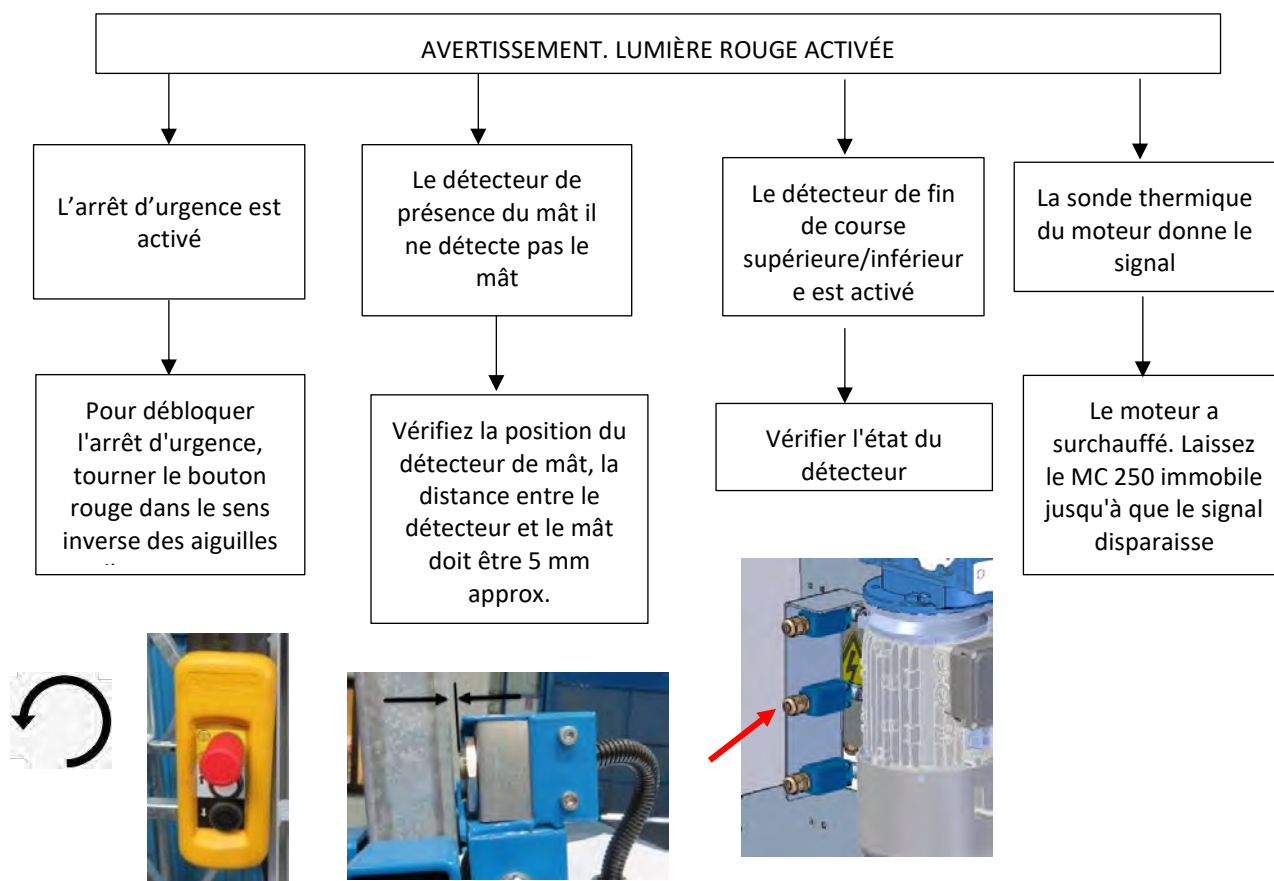 AVERTISSEMENT. LUMIÈRE ROUGE ACTIVÉE
L’arrêt d’urgence est
activé
Le détecteur de
présence du mât il
ne détecte pas le
mât
Le détecteur de fin
de course
supérieure/inférieur
e est activé
La sonde thermique
du moteur donne le
signal
Pour débloquer
l'arrêt d'urgence,
tourner le bouton
rouge dans le sens
inverse des aiguilles
Vérifiez la position du
détecteur de mât, la
distance entre le
détecteur et le mât
doit être 5 mm
approx.
Vérifier l'état du
détecteur
Le moteur a
surchauffé. Laissez
le MC 250 immobile
jusqu'à que le signal
disparaisse